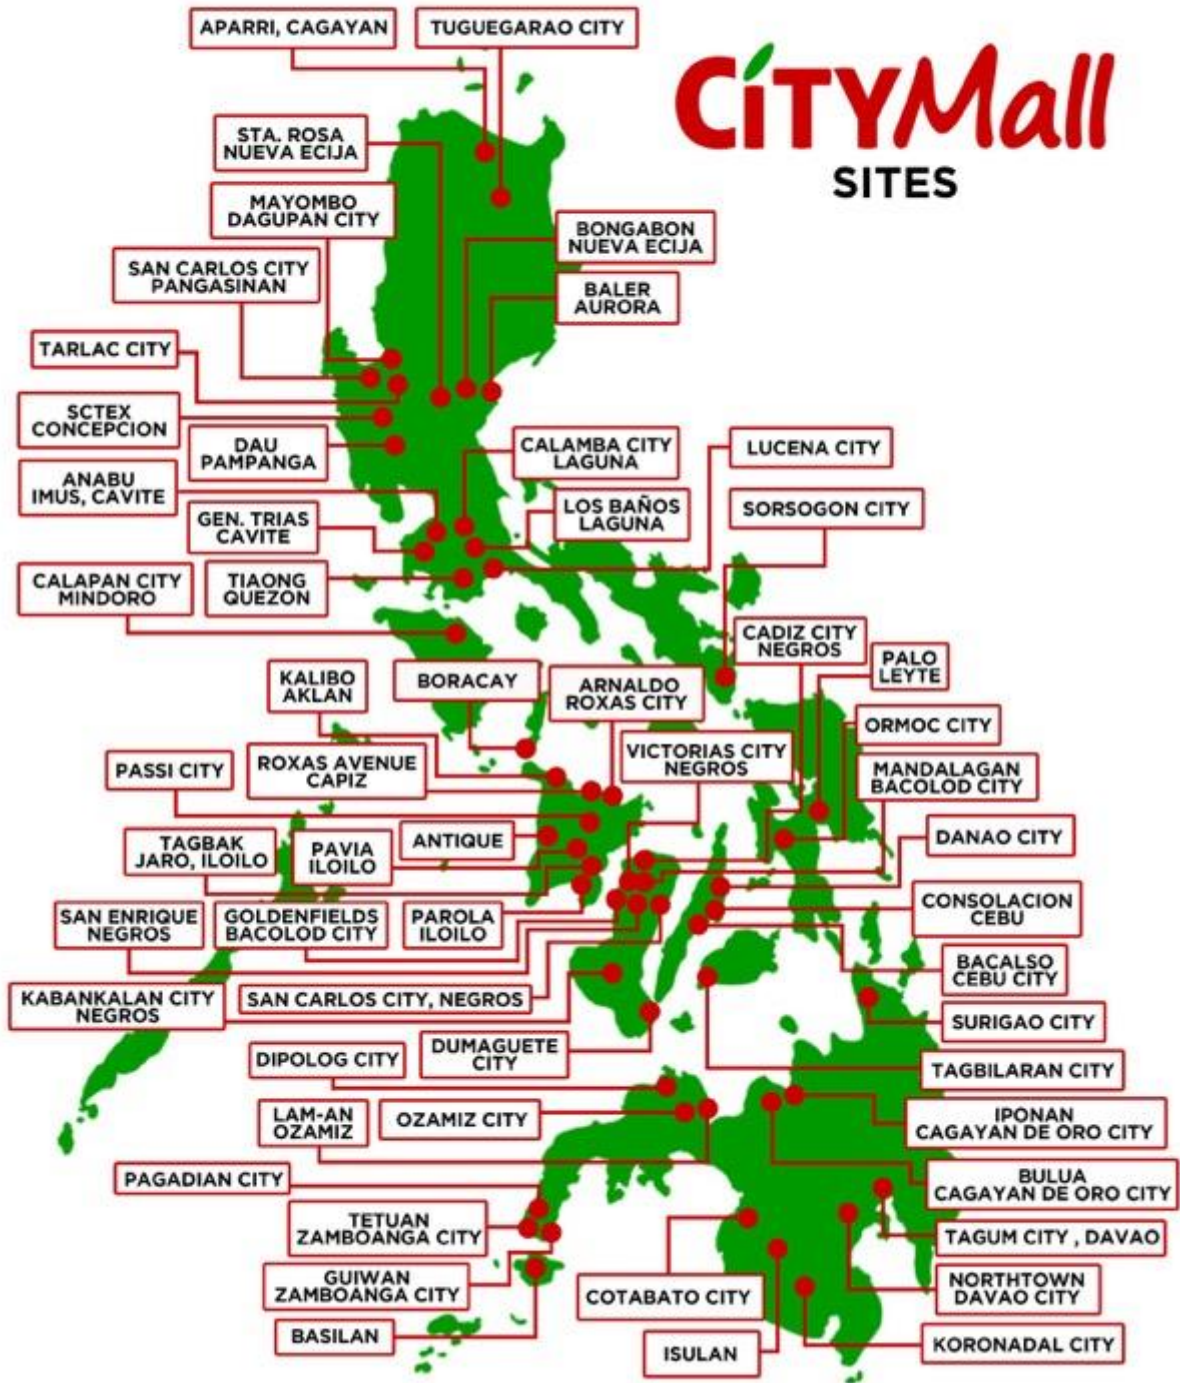 APARRI, CAGAYAN
TUGUEGARAO CITY
CiTYMall
SITES
STA. ROSA
NUEVA ECIJA
MAYOMBO
DAGUPAN CITY
BONGABON
NUEVA ECIJA
SAN CARLOS CITY
PANGASINAN
BALER
AURORA
TARLAC CITY
SCTEX
CONCEPCION
DAU
PAMPANGA
CALAMBA CITY
LAGUNA
LUCENA CITY
ANABU
IMUS, CAVITE
GEN. TRIAS
CAVITE
LOS BAÑOS
LAGUNA
SORSOGON CITY
CALAPAN CITY
MINDORO
TIAONG
QUEZON
CADIZ CITY
NEGROS
PALO
LEYTE
KALIBO
AKLAN
BORACAY
ARNALDO
ROXAS CITY
ORMOC CITY
PASSI CITY
ROXAS AVENUE
CAPIZ
VICTORIAS CITY
NEGROS
MANDALAGAN
BACOLOD CITY
TAGBAK
JARO, ILOILO
PAVIA
ILOILO
ANTIQUE
DANAO CITY
SAN ENRIQUE
NEGROS
GOLDENFIELDS
BACOLOD CITY
PAROLA
ILOILO
CONSOLACION
CEBU
BACALSO
CEBU CITY
KABANKALAN CITY
NEGROS
SAN CARLOS CITY, NEGROS
SURIGAO CITY
DIPOLOG CITY
DUMAGUETE
CITY
TAGBILARAN CITY
LAM-AN
OZAMIZ
OZAMIZ CITY
IPONAN
CAGAYAN DE ORO CITY
PAGADIAN CITY
BULUA
CAGAYAN DE ORO CITY
TETUAN
ZAMBOANGA CITY
TAGUM CITY , DAVAO
GUIWAN
ZAMBOANGA CITY
COTABATO CITY
NORTHTOWN
DAVAO CITY
BASILAN
ISULAN
KORONADAL CITY